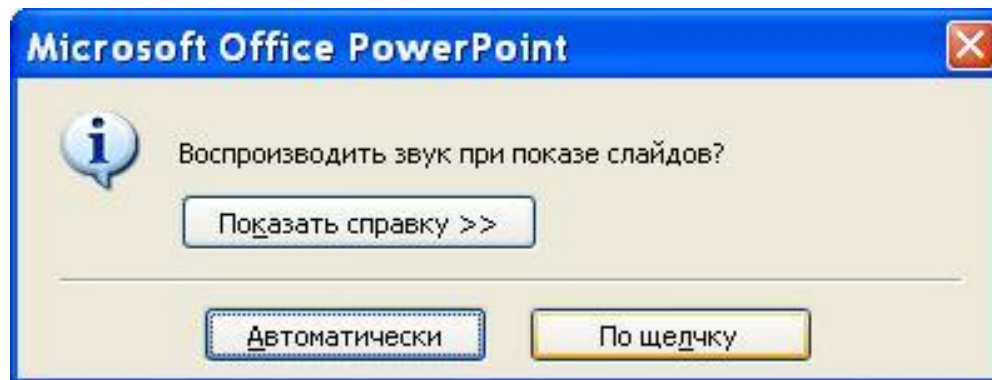 Microsoft Office PowerPoint
Воспроизводить звук при показе слайдов?
Показать справку >>
Автоматически
По щелчку